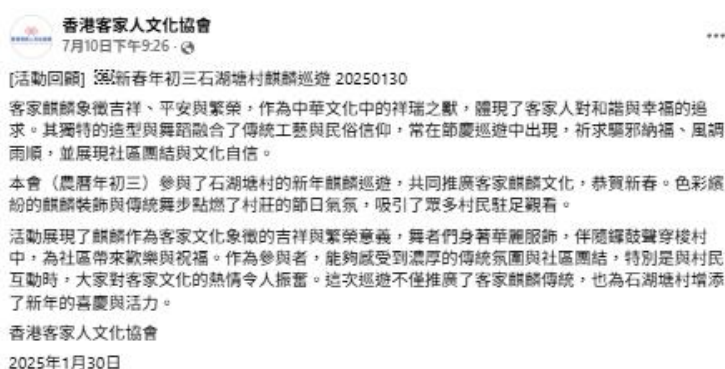 香港客家人文化協會
7月10日下午9:26 ·
[活動回顧] 新春年初三石湖塘村麒麟巡遊 20250130
客家麒麟象徵吉祥、平安與繁榮，作為中華文化中的祥瑞之獸，體現了客家人對和諧與幸福的追
求。其獨特的造型與舞蹈融合了傳統工藝與民俗信仰，常在節慶巡遊中出現，祈求驅邪納福、風調
雨順，並展現社區團結與文化自信。
本會（農曆年初三）參與了石湖塘村的新年麒麟巡遊，共同推廣客家麒麟文化，恭賀新春。色彩繽
紛的麒麟裝飾與傳統舞步點燃了村莊的節日氣氛，吸引了眾多村民駐足觀看。
活動展現了麒麟作為客家文化象徵的吉祥與繁榮意義，舞者們身著華麗服飾，伴隨鑼鼓聲穿梭村
中，為社區帶來歡樂與祝福。作為參與者，能夠感受到濃厚的傳統氛圍與社區團結，特別是與村民
互動時，大家對客家文化的熱情令人振奮。這次巡遊不僅推廣了客家麒麟傳統，也為石湖塘村增添
了新年的喜慶與活力。
香港客家人文化協會
2025年1月30日